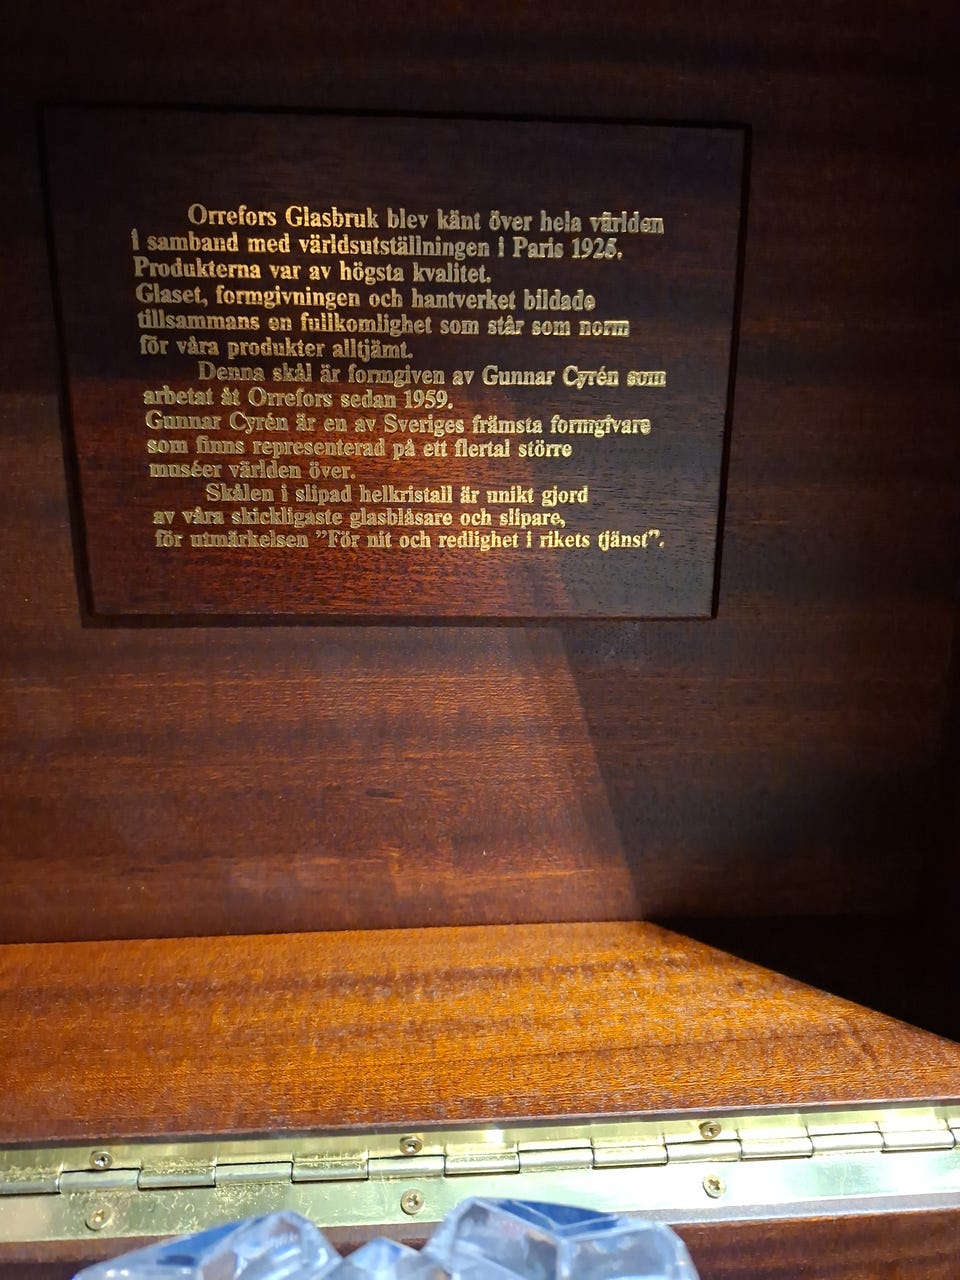 Orrefors Glasbruk blev känt över hela världen
i samband med världsutställningen i Paris 1925.
Produkterna var av högsta kvalitet.
Glaset, formgivningen och hantverket bildade
tillsammans en fullkomlighet som står som norm
för våra produkter alltjämt.
Denna skål är formgiven av Gunnar Cyrén som
arbetat åt Orrefors sedan 1959.
Gunnar Cyrén är en av Sveriges främsta formgivare
som finns representerad på ett flertal större
muséer världen över.
Skålen i slipad helkristall är unikt gjord
av våra skickligaste glasblåsare och slipare,
för utmärkelsen ”För nit och redlighet i rikets tjänst”.